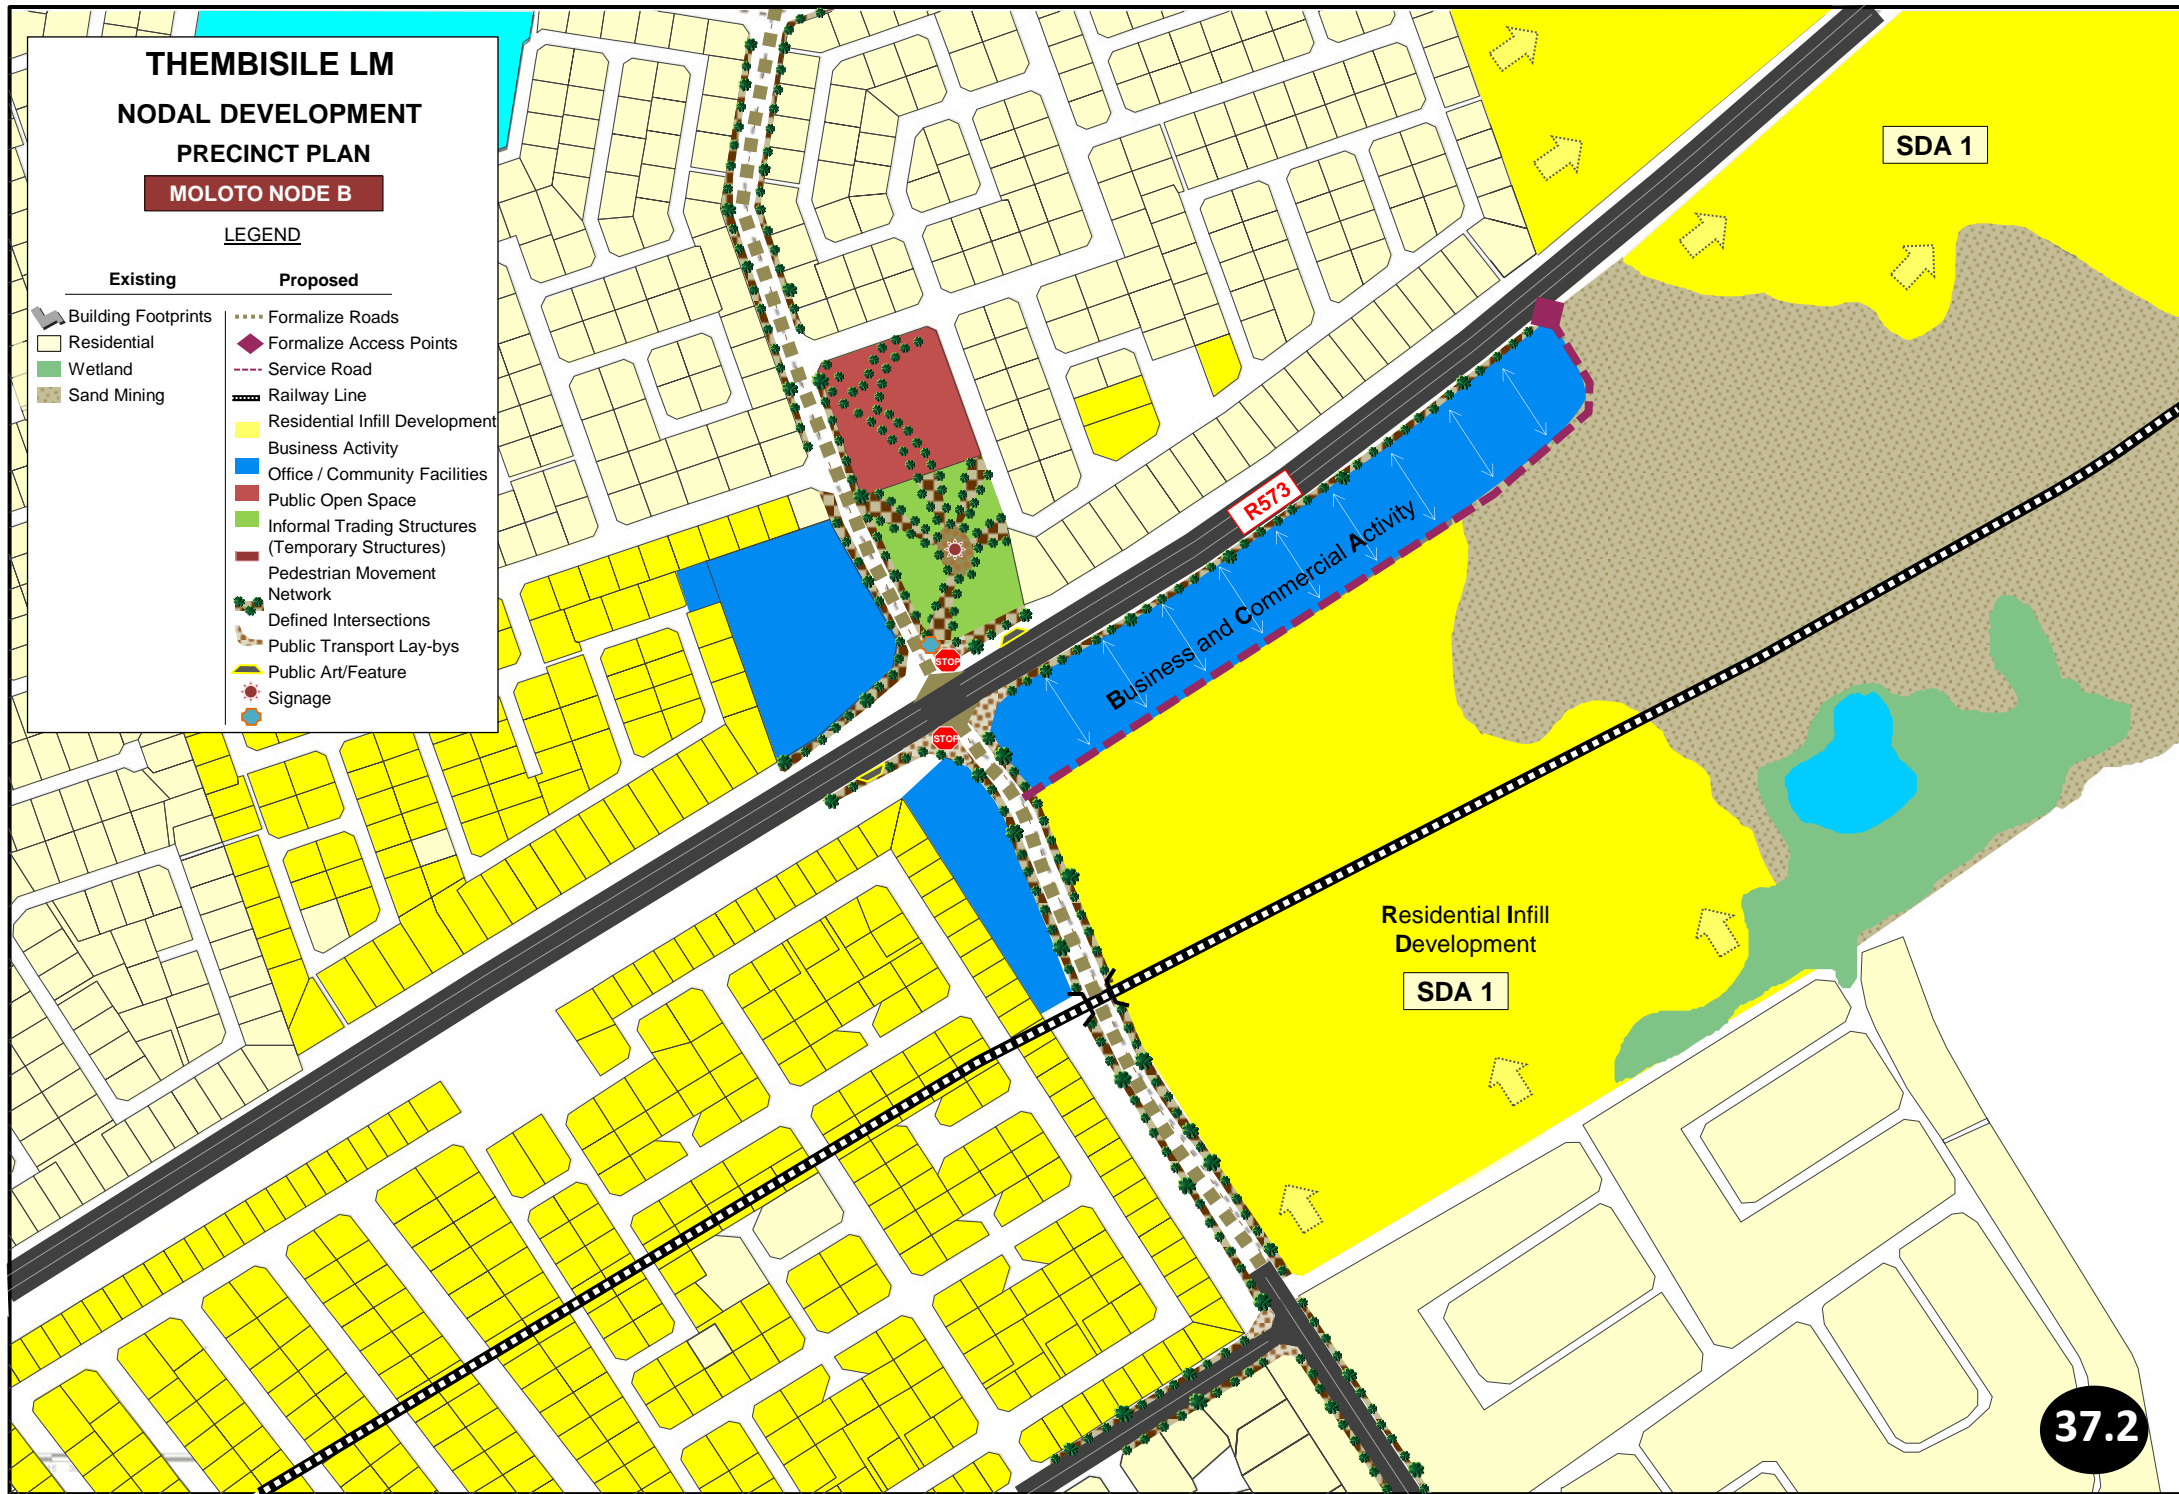 THEMBISILE LM
NODAL DEVELOPMENT
PRECINCT PLAN
MOLOTO NODE B
LEGEND
Existing
Building Footprints
Residential
Wetland
Sand Mining
Proposed
Formalize Roads
Formalize Access Points
Service Road
Railway Line
Residential Infill Development
Business Activity
Office / Community Facilities
Public Open Space
Informal Trading Structures
(Temporary Structures)
Pedestrian Movement
Network
Defined Intersections
Public Transport Lay-bys
Public Art/Feature
Signage
SDA 1
R573
Business and Commercial Activity
STOP
STOP
Residential Infill
Development
SDA 1
37.2